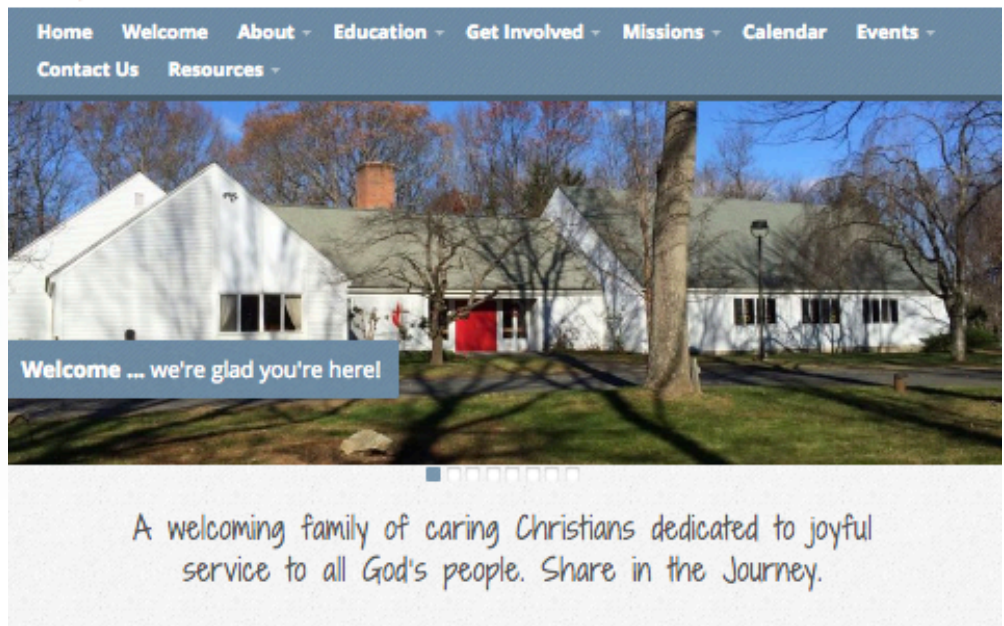 Home Welcome About Education Get Involved Missions Calendar Events
Contact Us Resources
Welcome ... we're glad you're here!
A welcoming family of caring Christians dedicated to joyful
service to all God's people. Share in the Journey.